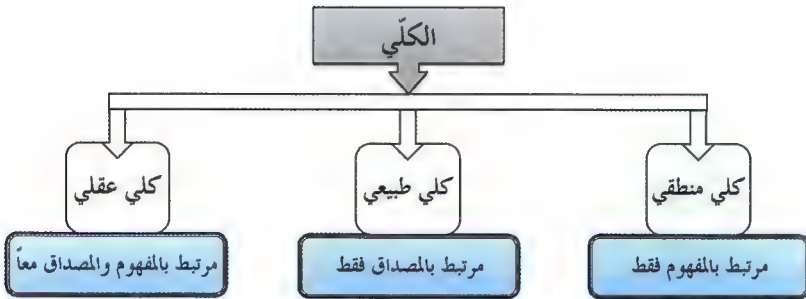 الكلّي
كلي منطقي
كلي طبيعي
كلي عقلي
مرتبط بالمفهوم فقط
مرتبط بالمصداق فقط
مرتبط بالمفهوم والمصداق معاً